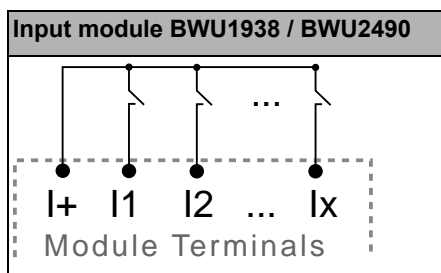 Input module BWU1938 / BWU2490
...
I+ I1 I2 ... Ix
Module Terminals